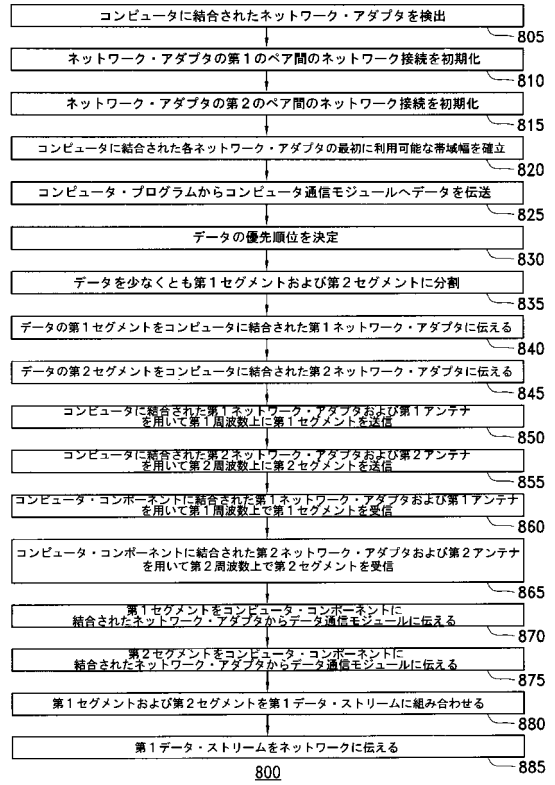 コンピュータに結合されたネットワーク・アダプタを検出
805
ネットワーク・アダプタの第1のペア間のネットワーク接続を初期化
810
ネットワーク・アダプタの第2のペア間のネットワーク接続を初期化
815
コンピュータに結合された各ネットワーク・アダプタの最初に利用可能な帯域幅を確立
820
コンピュータ・プログラムからコンピュータ通信モジュールへデータを伝送
825
データの優先順位を決定
830
データを少なくとも第1セグメントおよび第2セグメントに分割
835
データの第1セグメントをコンピュータに結合された第1ネットワーク・アダプタに伝える
840
データの第2セグメントをコンピュータに結合された第2ネットワーク・アダプタに伝える
845
コンピュータに結合された第1ネットワーク・アダプタおよび第1アンテナ
を用いて第1周波数上に第1セグメントを送信
850
コンピュータに結合された第2ネットワーク・アダプタおよび第2アンテナ
を用いて第2周波数上に第2セグメントを送信
855
コンピュータ・コンポーネントに結合された第1ネットワーク・アダプタおよび第1アンテナ
を用いて第1周波数上で第1セグメントを受信
860
コンピュータ・コンポーネントに結合された第2ネットワーク・アダプタおよび第2アンテナ
を用いて第2周波数上で第2セグメントを受信
865
第1セグメントをコンピュータ・コンポーネントに
結合されたネットワーク・アダプタからデータ通信モジュールに伝える
870
第2セグメントをコンピュータ・コンポーネントに
結合されたネットワーク・アダプタからデータ通信モジュールに伝える
875
第1セグメントおよび第2セグメントを第1データ・ストリームに組み合わせる
880
第1データ・ストリームをネットワークに伝える
885
800